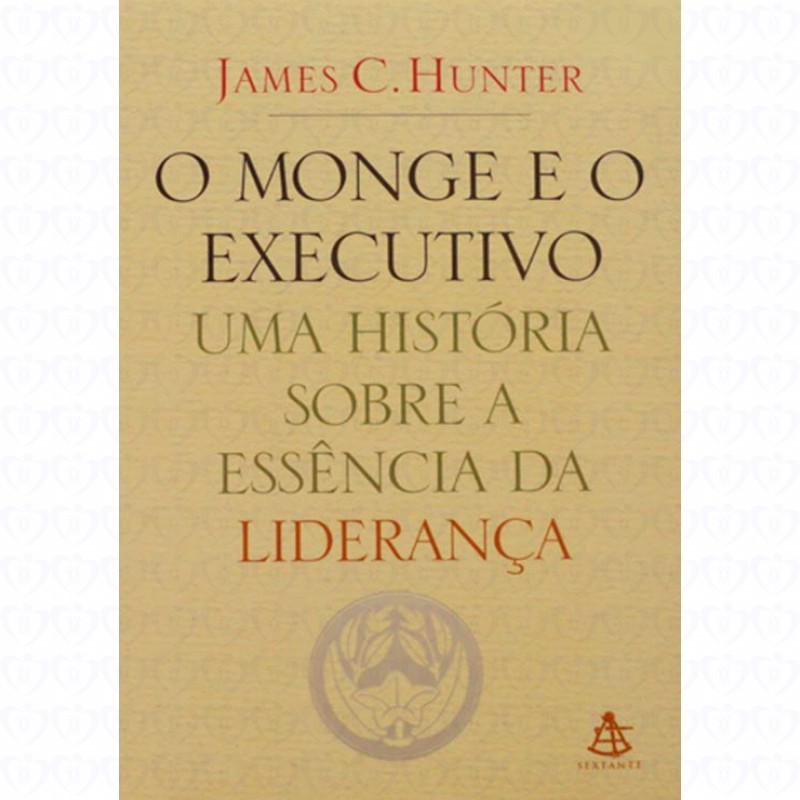 JAMES C. HUNTER
O MONGE E O
EXECUTIVO
UMA HISTÓRIA
SOBRE A
ESSÊNCIA DA
LIDERANÇA
SEXTANTE